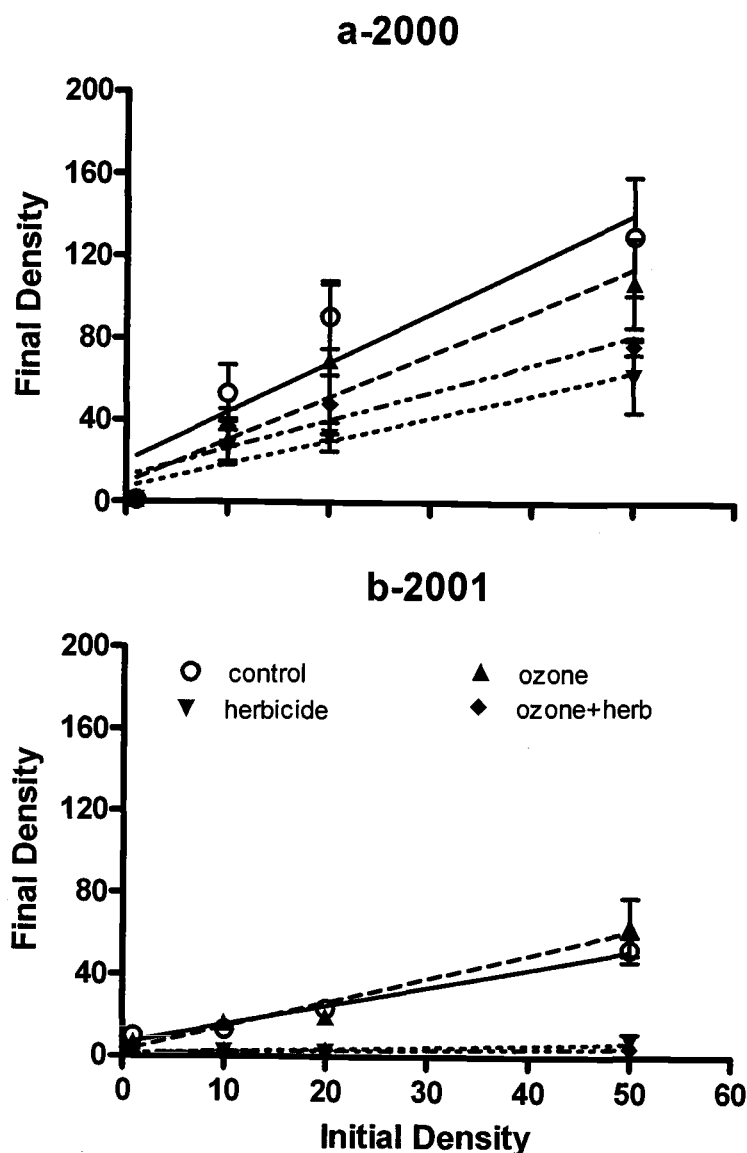 a-2000
200
160
120
80
40
0
Final Density
b-2001
200
160
120
80
40
0
Final Density
control
ozone
herbicide
ozone+herb
0 10 20 30 40 50 60
Initial Density